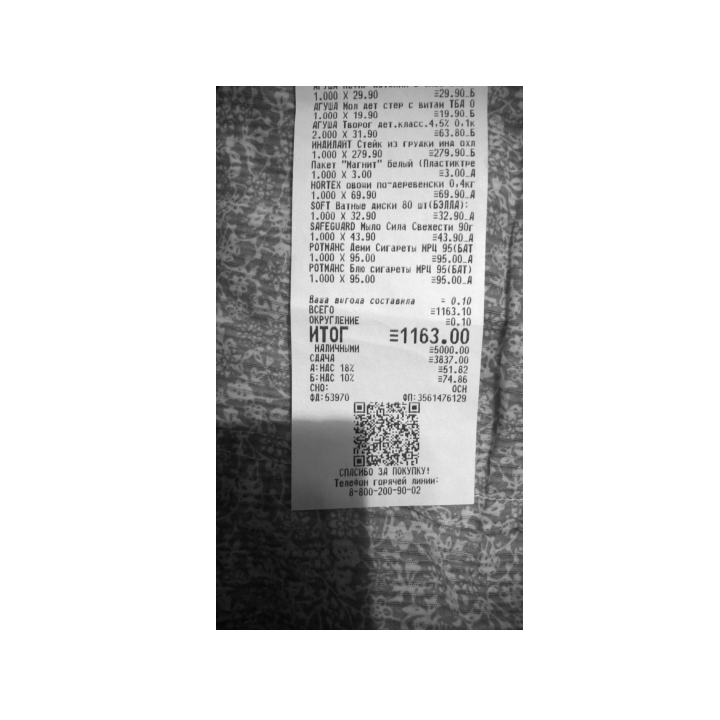 1.000 X 29.90 ≡29.90_Б
АГУША Мол дет стер с витам ТБА 0
1.000 X 19.90 ≡19.90_Б
АГУША Творог дет.класс.4,5% 0,1к
2.000 X 31.90 ≡63.80_Б
ИНДИЛАЙТ Стейк из грудки инд охл
1.000 X 279.90 ≡279.90_Б
Пакет "Магнит" белый (Пластиктре
1.000 X 3.00 ≡3.00_А
HORTEX овощи по-деревенски 0,4кг
1.000 X 69.90 ≡69.90_А
SOFT Ватные диски 80 шт(БЭЛЛА):
1.000 X 32.90 ≡32.90_А
SAFEGUARD Мыло Сила Свежести 90г
1.000 X 43.90 ≡43.90_А
РОТМАНС Деми Сигареты МРЦ 95(БАТ
1.000 X 95.00 ≡95.00_А
РОТМАНС Блю сигареты МРЦ 95(БАТ)
1.000 X 95.00 ≡95.00_А
Ваша выгода составила = 0.10
ВСЕГО ≡1163.10
ОКРУГЛЕНИЕ ≡0.10
ИТОГ ≡1163.00
НАЛИЧНЫМИ ≡5000.00
СДАЧА ≡3837.00
А:НДС 18% ≡51.82
Б:НДС 10% ≡74.86
СНО: ОСН
ФД:53970 ФП:3561476129
СПАСИБО ЗА ПОКУПКУ!
Телефон горячей линии:
8-800-200-90-02